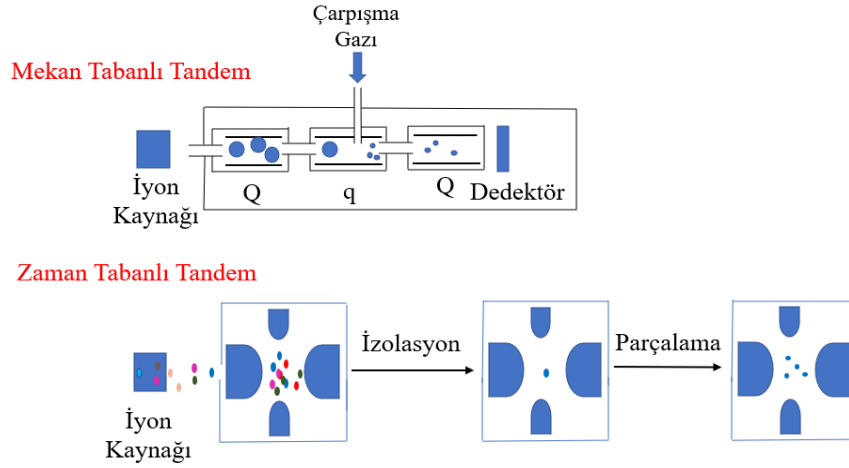 Çarpışma
Gazı
Mekan Tabanlı Tandem
İyon
Kaynağı
Q
q
Q
Dedektör
Zaman Tabanlı Tandem
İzolasyon
Parçalama
İyon
Kaynağı